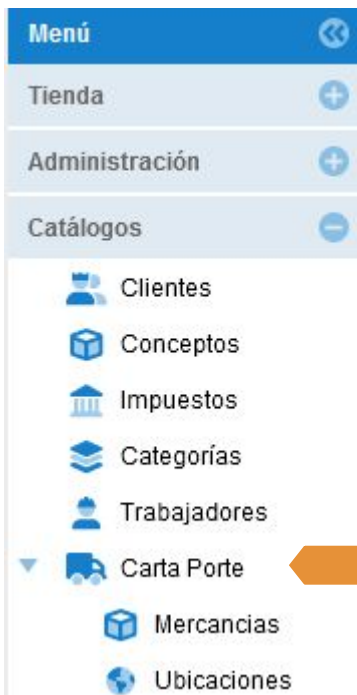 Menú
Tienda
Administración
Catálogos
Clientes
Conceptos
Impuestos
Categorías
Trabajadores
Carta Porte
Mercancias
Ubicaciones